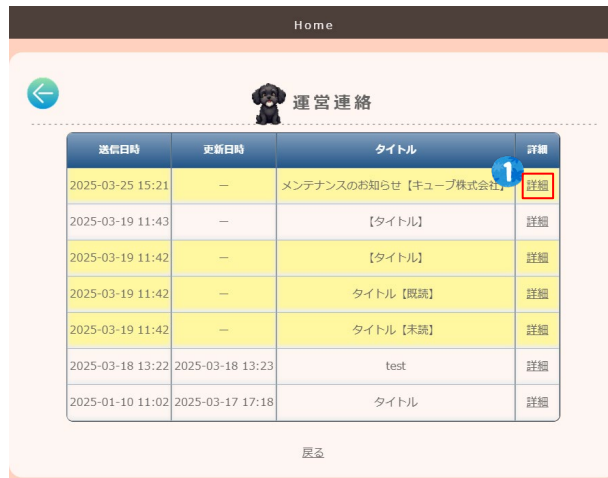 Home
運営連絡
送信日時 更新日時 タイトル 詳細
1
2025-03-25 15:21 — メンテナンスのお知らせ【キューブ株式会社】 詳細
2025-03-19 11:43 — 【タイトル】 詳細
2025-03-19 11:42 — 【タイトル】 詳細
2025-03-19 11:42 — タイトル【既読】 詳細
2025-03-19 11:42 — タイトル【未読】 詳細
2025-03-18 13:22 2025-03-18 13:23 test 詳細
2025-01-10 11:02 2025-03-17 17:18 タイトル 詳細
戻る